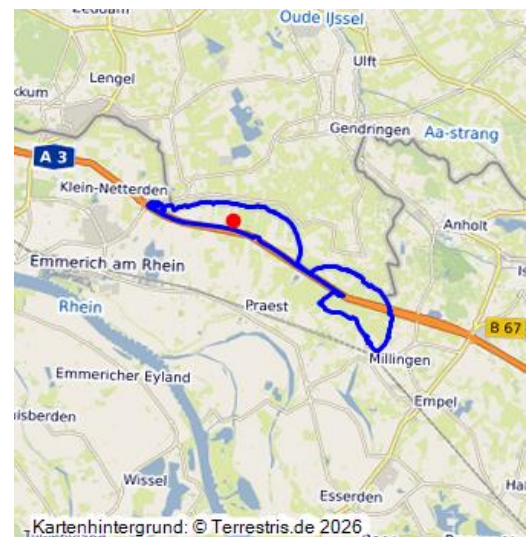 Oude IJssel
Lengel
Ulft
Gendringen
Aa-strang
A 3
Klein-Netterden
Anholt
Emmerich am Rhein
Rhein
Praest
B 67
Millingen
Emmericher Eyland
Empel
Wissel
Esserden
Kartenhintergrund: © Terrestris.de 2026